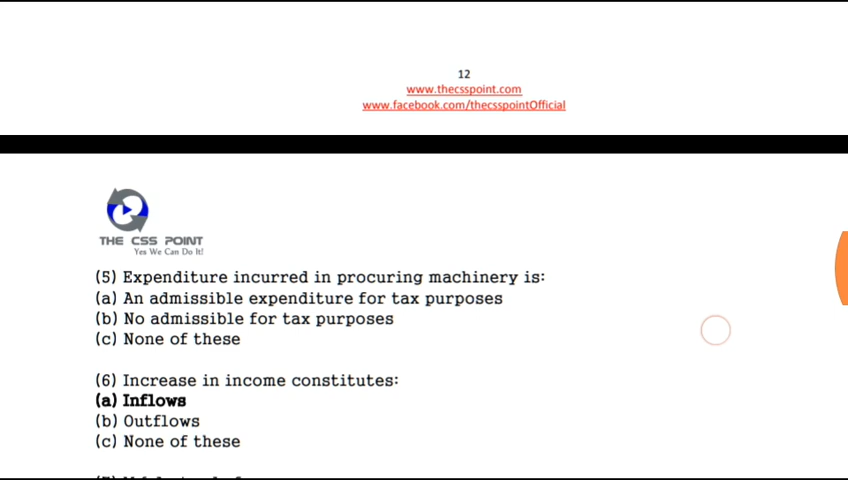 12
www.thecsspoint.com
www.facebook.com/thecsspointOfficial
THE CSS POINT
Yes We Can Do It!
(5) Expenditure incurred in procuring machinery is:
(a) An admissible expenditure for tax purposes
(b) No admissible for tax purposes
(c) None of these
(6) Increase in income constitutes:
(a) Inflows
(b) Outflows
(c) None of these